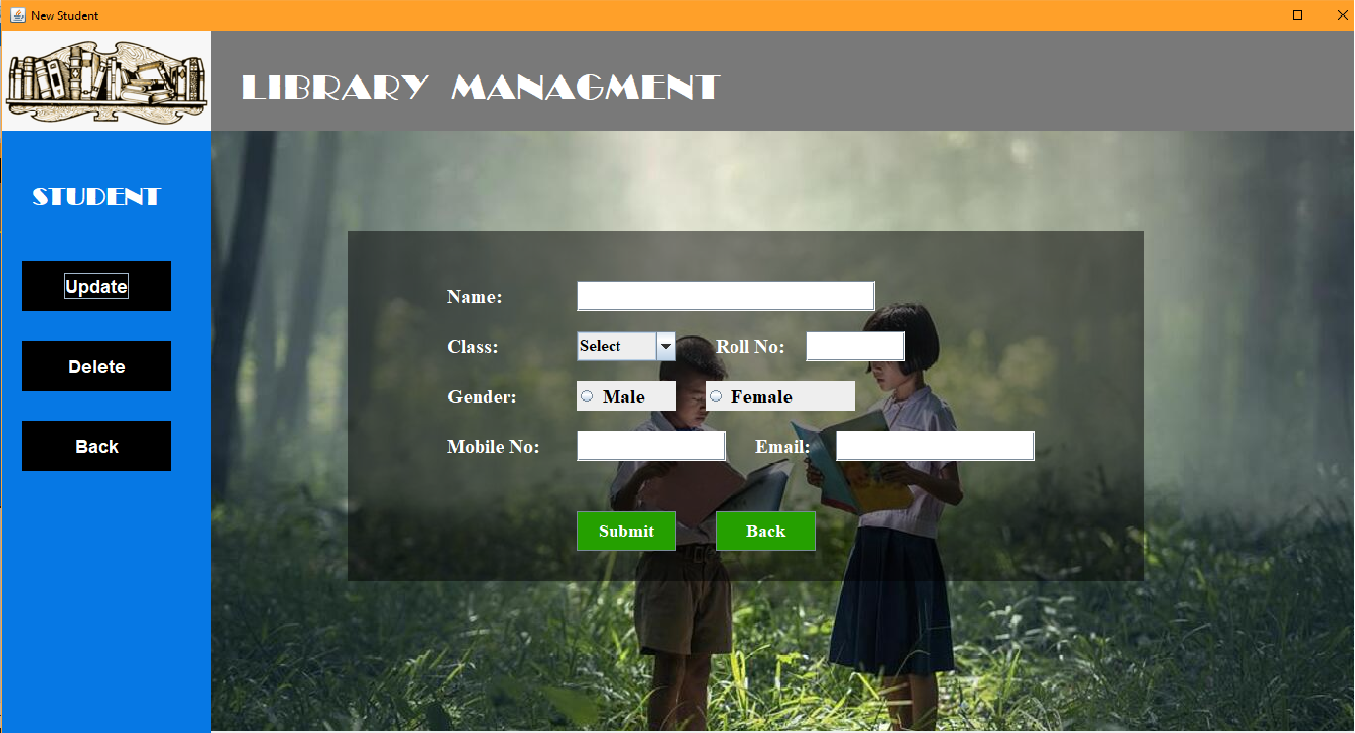 New Student
LIBRARY MANAGMENT
STUDENT
Update
Delete
Back
Name:
Class: Select Roll No:
Gender: Male Female
Mobile No: Email:
Submit Back